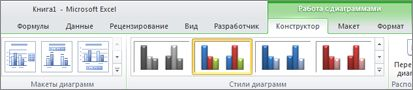 Книга1 - Microsoft Excel
Работа с диаграммами
Формулы Данные Рецензирование Вид Разработчик Конструктор Макет Формат
Макеты диаграмм Стили диаграмм